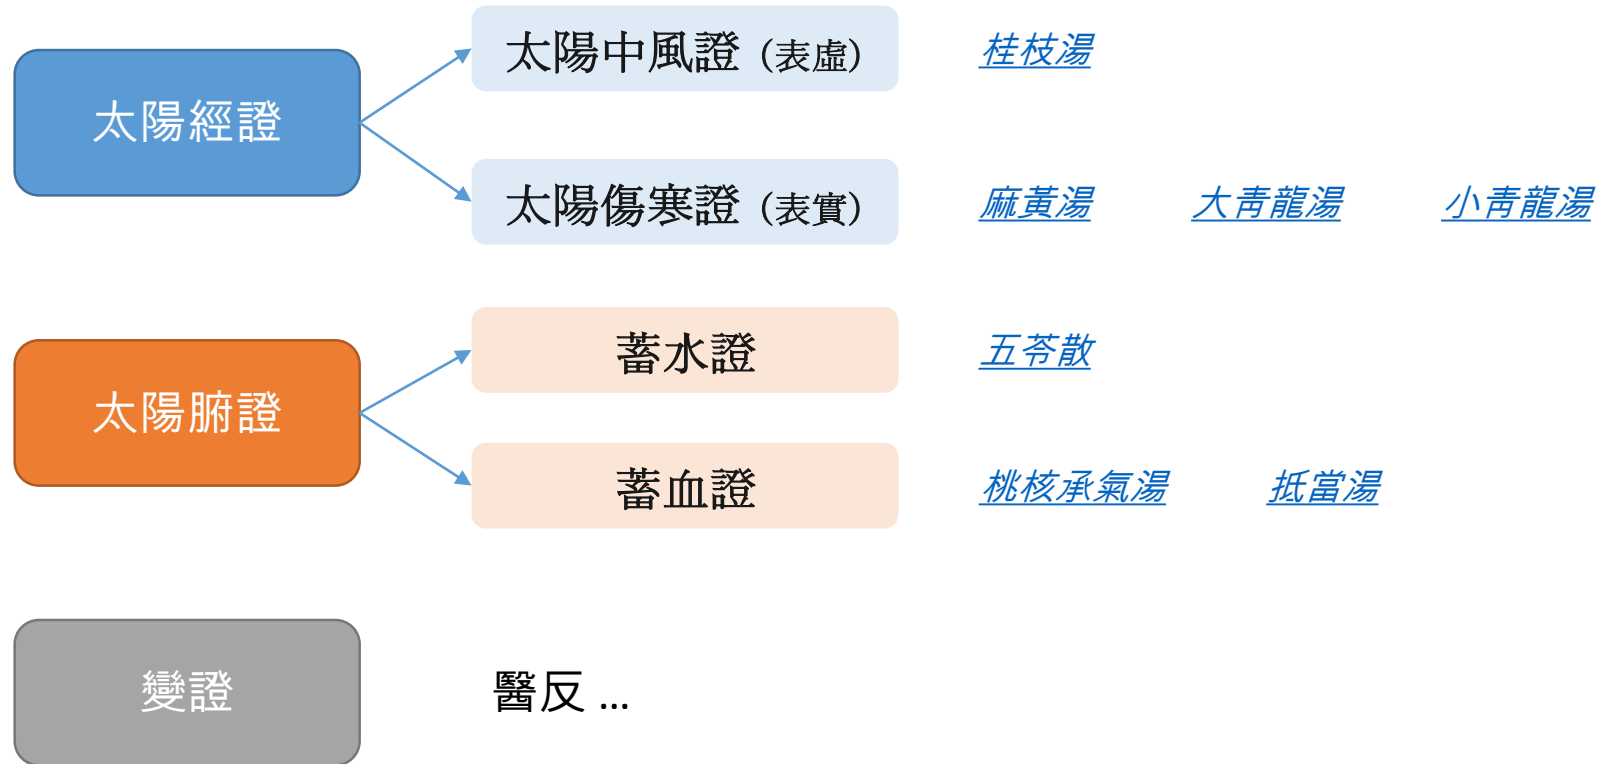 太陽經證
太陽中風證（表虛）
桂枝湯
太陽傷寒證（表實）
麻黃湯
大青龍湯
小青龍湯
太陽腑證
蓄水證
五苓散
蓄血證
桃核承氣湯
抵當湯
變證
醫反 ...